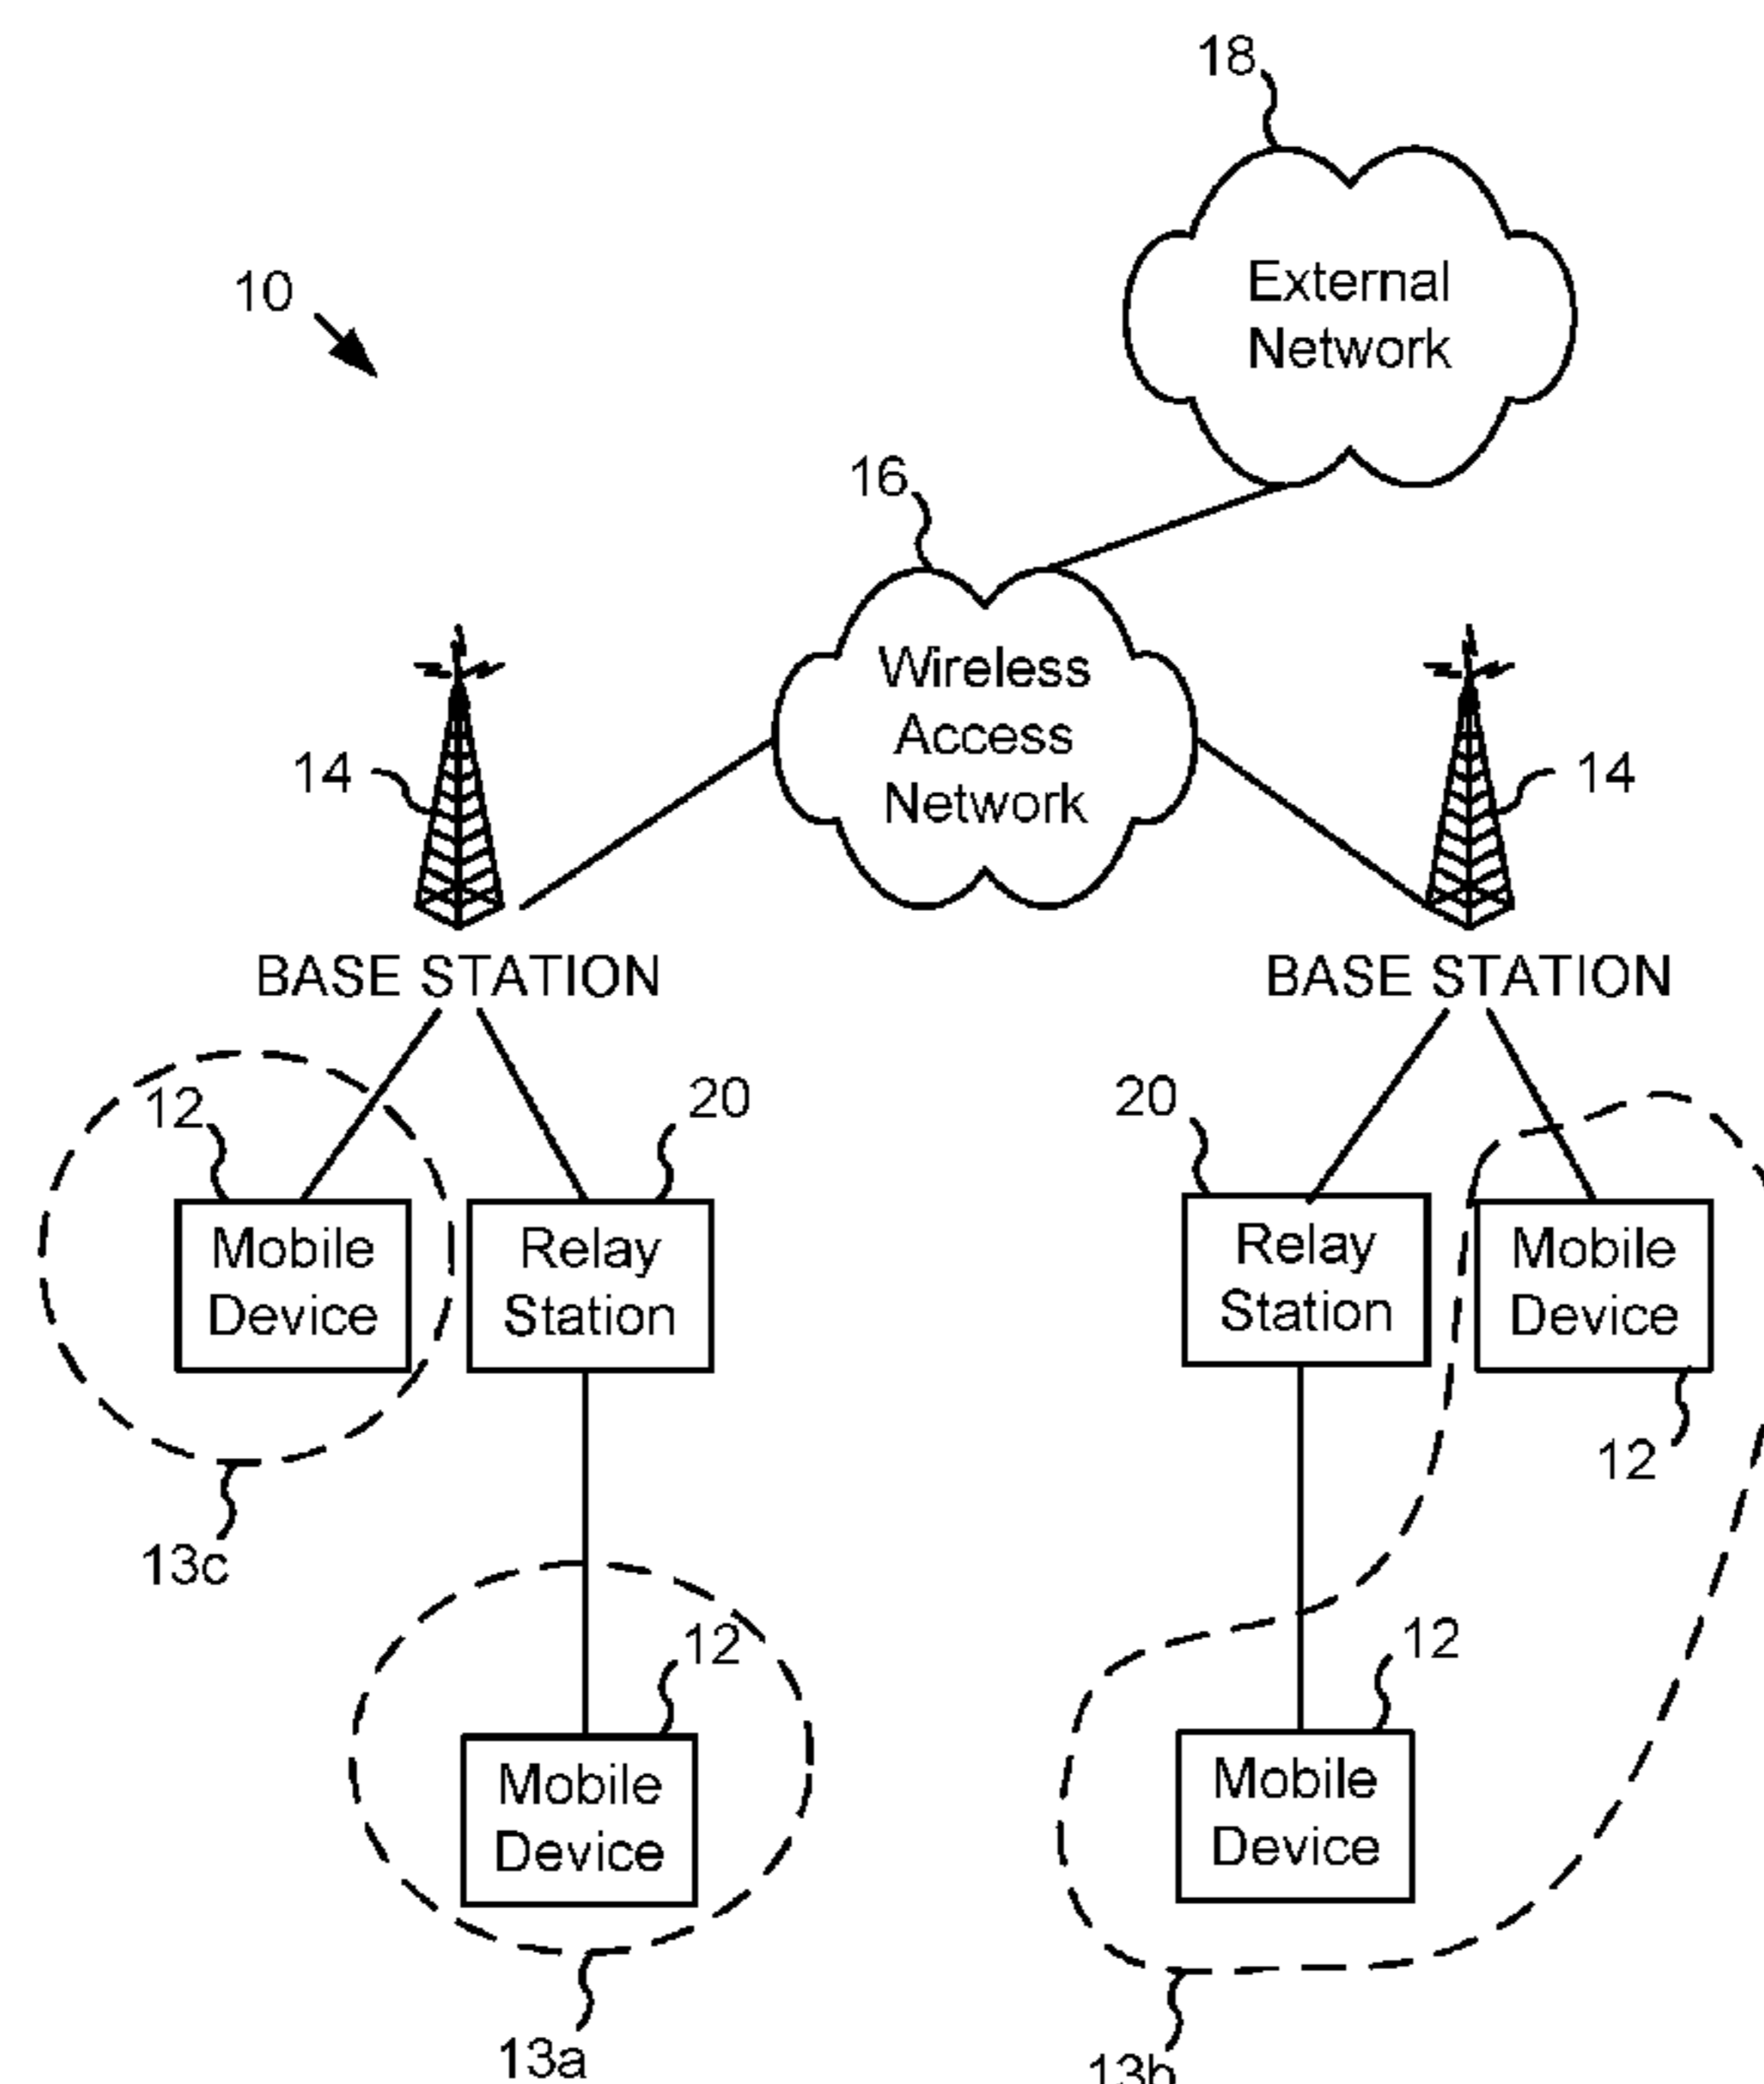 18
10
External
Network
16
Wireless
Access
Network
14
14
BASE STATION
BASE STATION
12
20
20
Mobile
Device
Relay
Station
Relay
Station
Mobile
Device
12
13c
12
12
Mobile
Device
Mobile
Device
13a
13b